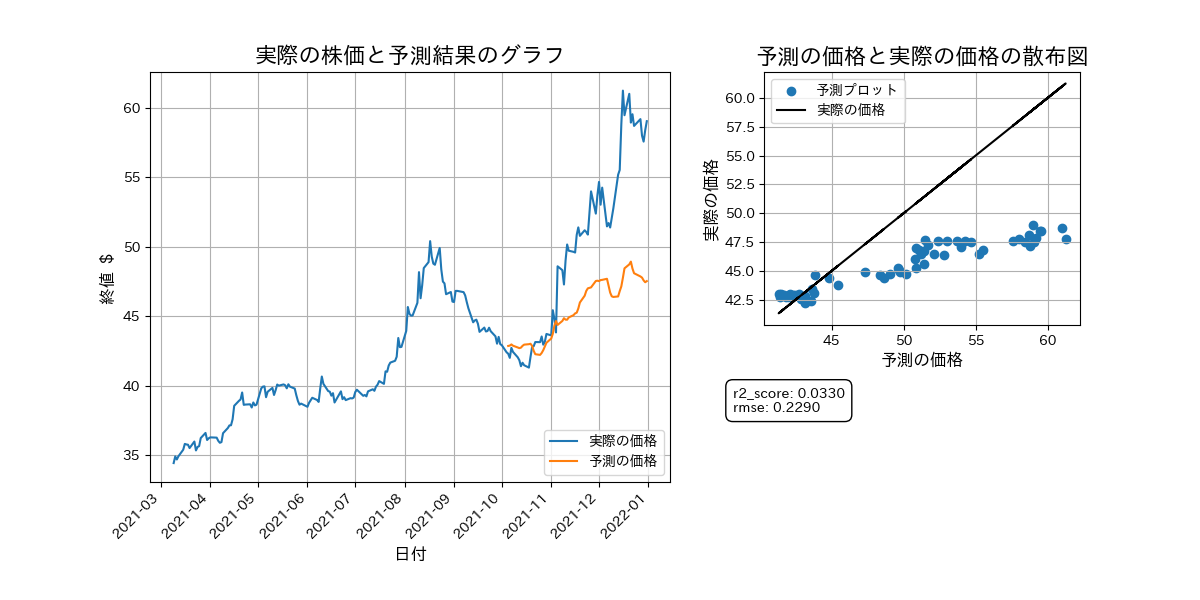 実際の株価と予測結果のグラフ
終値 $
60
55
50
45
40
35
2021-03
2021-04
2021-05
2021-06
2021-07
2021-08
2021-09
2021-10
2021-11
2021-12
2022-01
日付
実際の価格
予測の価格
予測の価格と実際の価格の散布図
予測プロット
実際の価格
実際の価格
60.0
57.5
55.0
52.5
50.0
47.5
45.0
42.5
45
50
55
60
予測の価格
r2_score: 0.0330
rmse: 0.2290